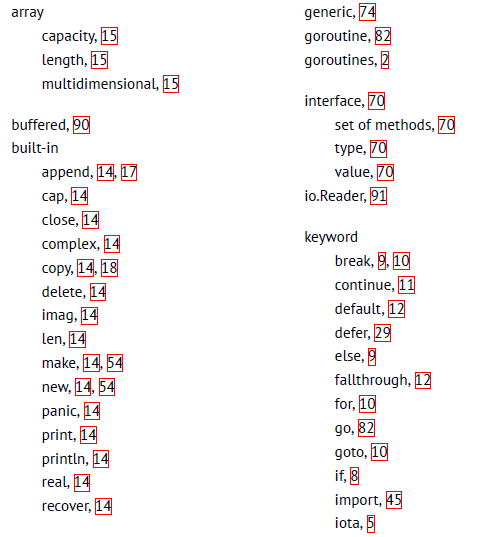 array
capacity, 15
length, 15
multidimensional, 15
buffered, 90
built-in
append, 14, 17
cap, 14
close, 14
complex, 14
copy, 14, 18
delete, 14
imag, 14
len, 14
make, 14, 54
new, 14, 54
panic, 14
print, 14
println, 14
real, 14
recover, 14
generic, 74
goroutine, 82
goroutines, 2
interface, 70
set of methods, 70
type, 70
value, 70
io.Reader, 91
keyword
break, 9, 10
continue, 11
default, 12
defer, 29
else, 9
fallthrough, 12
for, 10
go, 82
goto, 10
if, 8
import, 45
iota, 5